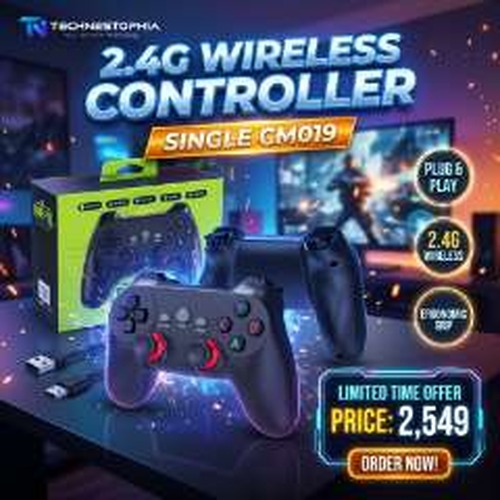 TECHNESTOPHIA
2.4G WIRELESS
CONTROLLER
SINGLE GM019
PLUG &
PLAY
2.4G
WIRELESS
ERGONOMIC
GRIP
LIMITED TIME OFFER
PRICE: 2,549
ORDER NOW!